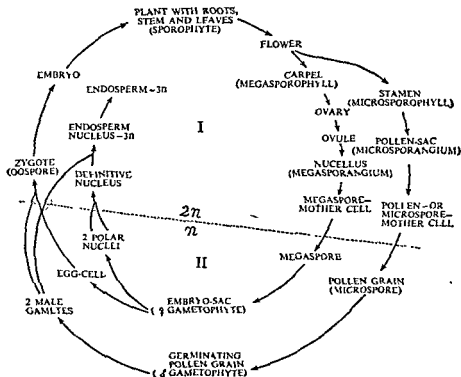 PLANT WITH ROOTS,
STEM AND LEAVES
(SPOROPHYTE)
FLOWER
CARPEL
(MEGASPOROPHYLL)
STAMEN
(MICROSPOROPHYLL)
EMBRYO
ENDOSPERM-3n
I
OVARY
OVULE
POLLEN-SAC
(MICROSPORANGIUM)
ENDOSPERM
NUCLEUS-3n
NUCELLUS
(MEGASPORANGIUM)
ZYGOTE
(OOSPORE)
DEFINITIVE
NUCLEUS
MEGASPORE-
MOTHER CELL
POLLEN- OR
MICROSPORE-
MOTHER CELL
2n
n
2 POLAR
NUCLEI
II
MEGASPORE
EGG-CELL
POLLEN GRAIN
(MICROSPORE)
2 MALE
GAMETES
EMBRYO-SAC
(♀ GAMETOPHYTE)
GERMINATING
POLLEN GRAIN
(♂ GAMETOPHYTE)